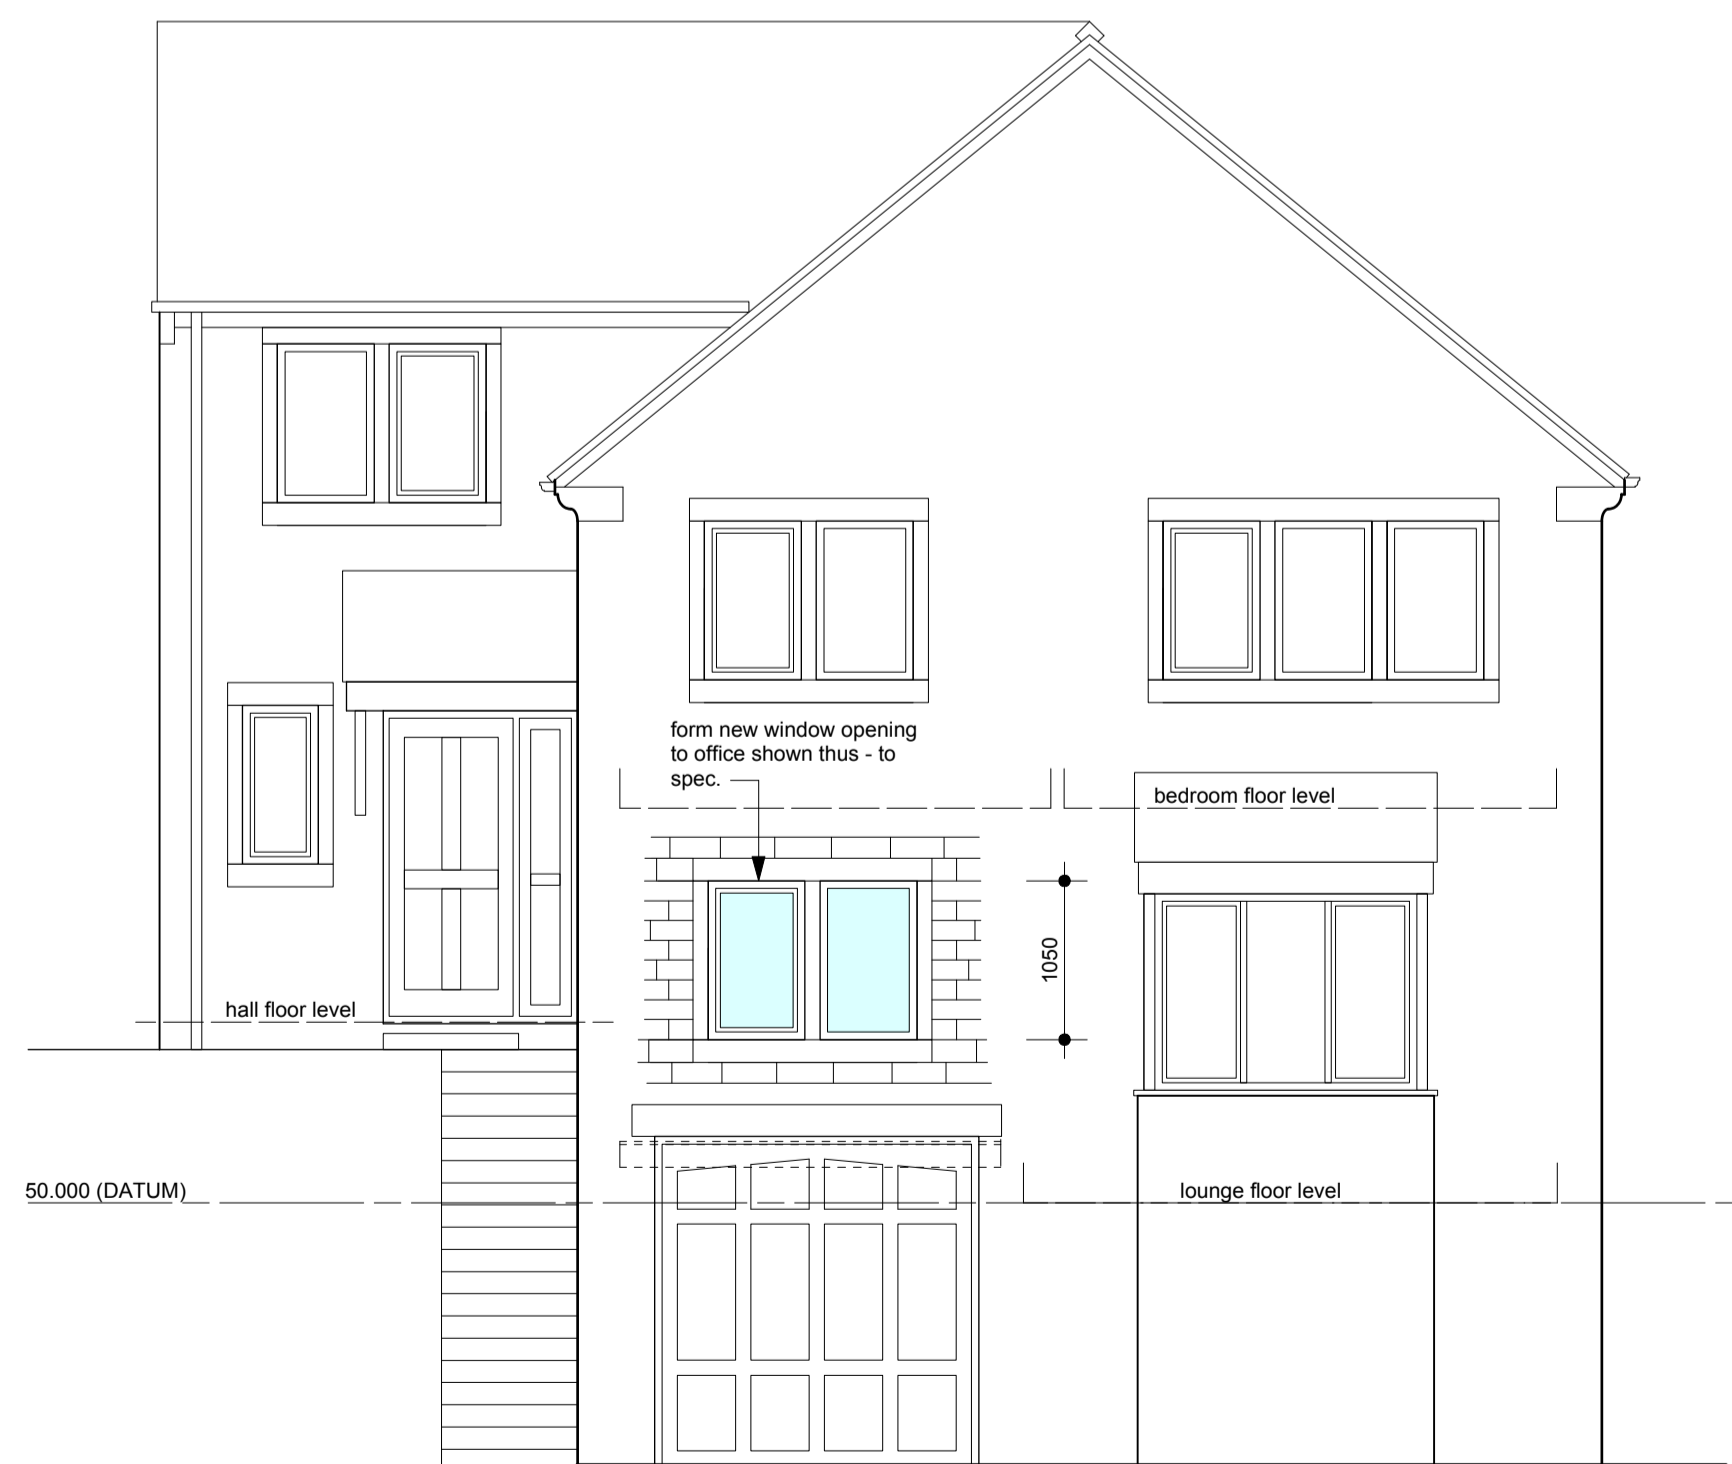 form new window opening
to office shown thus - to
spec.
bedroom floor level
1050
hall floor level
50.000 (DATUM)
lounge floor level